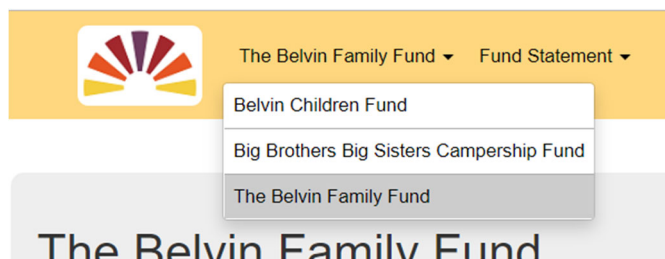 The Belvin Family Fund Fund Statement
Belvin Children Fund
Big Brothers Big Sisters Campership Fund
The Belvin Family Fund
The Belvin Family Fund